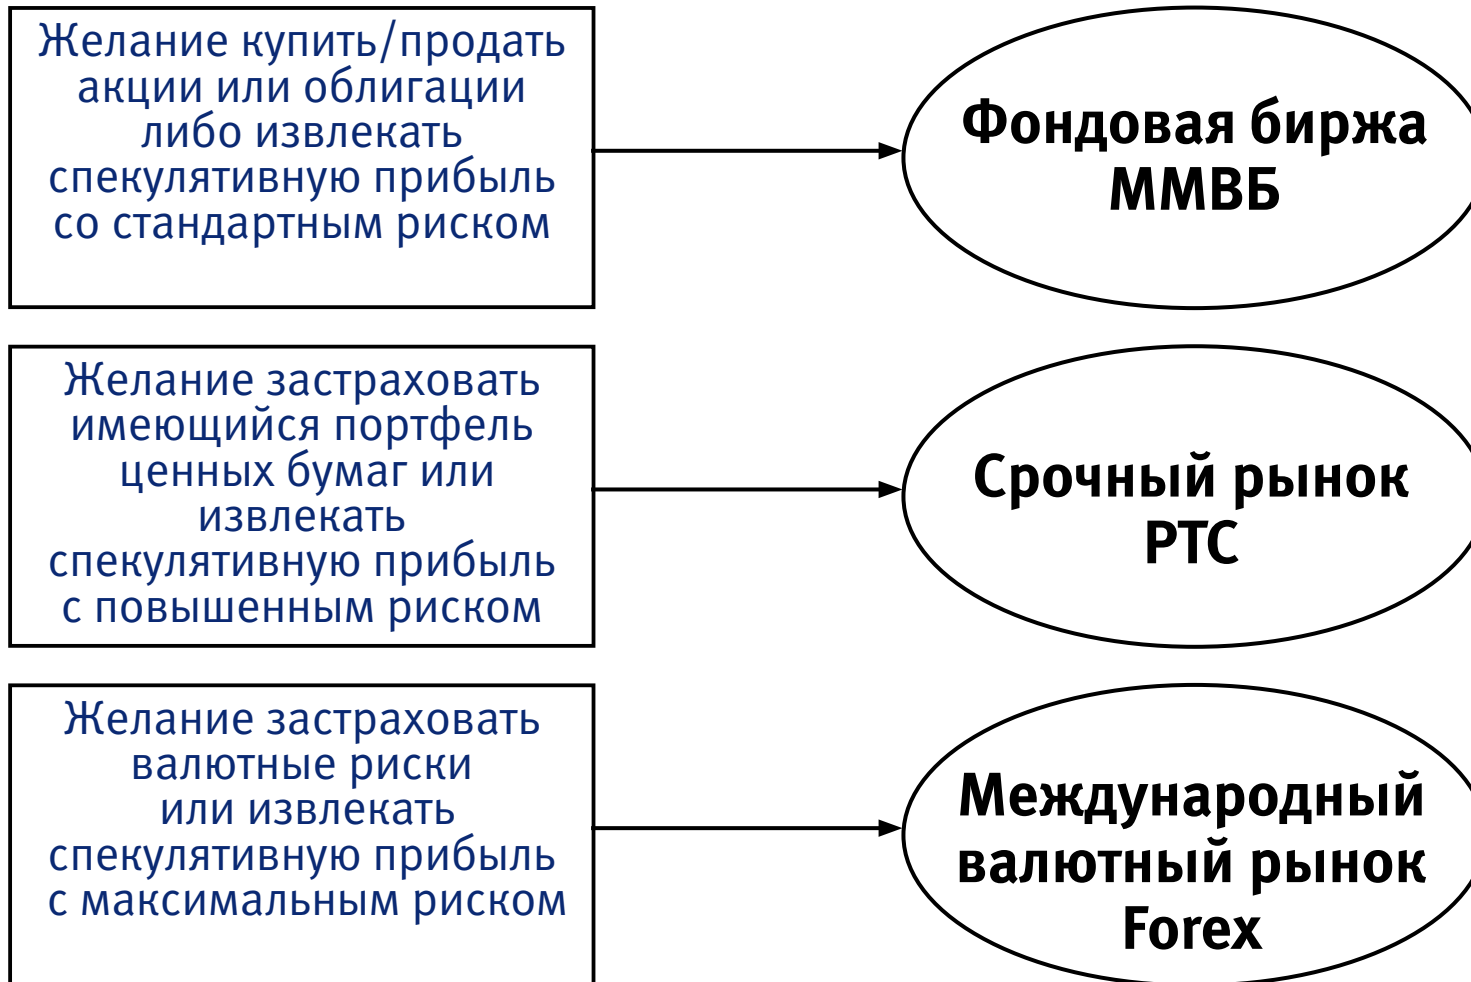 Желание купить/продать
акции или облигации
либо извлекать
спекулятивную прибыль
со стандартным риском
Фондовая биржа
ММВБ
Желание застраховать
имеющийся портфель
ценных бумаг или
извлекать
спекулятивную прибыль
с повышенным риском
Срочный рынок
РТС
Желание застраховать
валютные риски
или извлекать
спекулятивную прибыль
с максимальным риском
Международный
валютный рынок
Forex